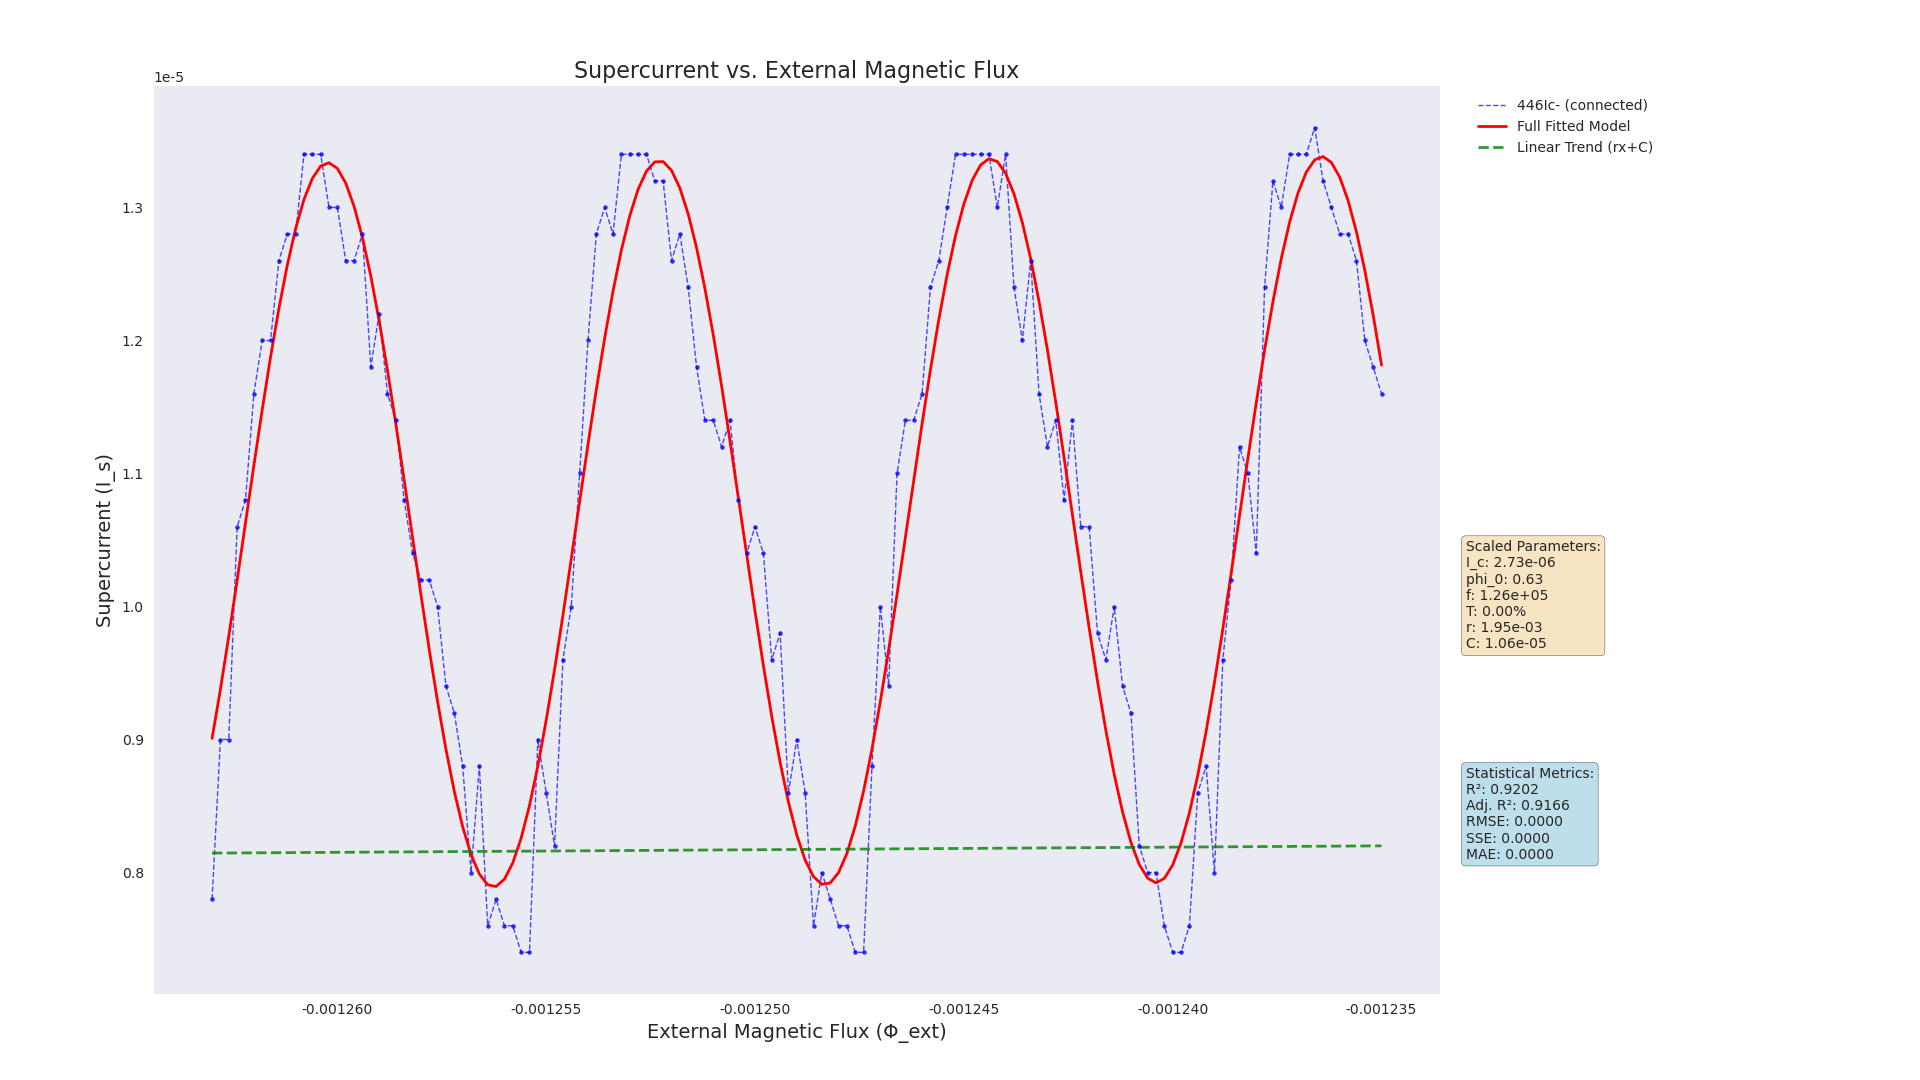 Supercurrent vs. External Magnetic Flux
1e-5
1.3
1.2
1.1
1.0
0.9
0.8
Supercurrent (I_s)
-0.001260
-0.001255
-0.001250
-0.001245
-0.001240
-0.001235
External Magnetic Flux (Φ_ext)
446Ic- (connected)
Full Fitted Model
Linear Trend (rx+C)
Scaled Parameters:
I_c: 2.73e-06
phi_0: 0.63
f: 1.26e+05
T: 0.00%
r: 1.95e-03
C: 1.06e-05
Statistical Metrics:
R²: 0.9202
Adj. R²: 0.9166
RMSE: 0.0000
SSE: 0.0000
MAE: 0.0000